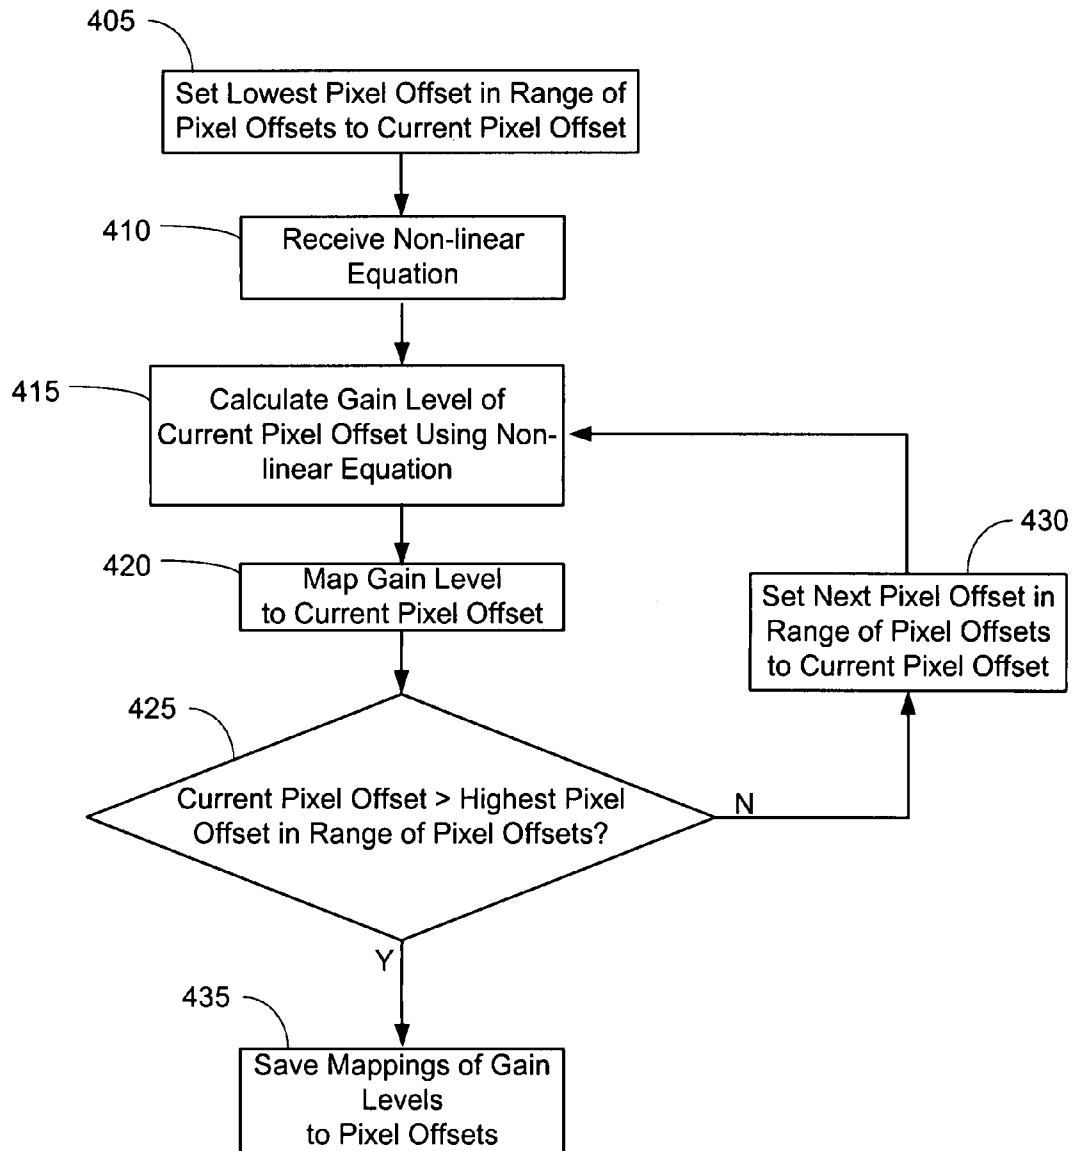 405
Set Lowest Pixel Offset in Range of
Pixel Offsets to Current Pixel Offset
410
Receive Non-linear
Equation
415
Calculate Gain Level of
Current Pixel Offset Using Non-
linear Equation
420
Map Gain Level
to Current Pixel Offset
430
Set Next Pixel Offset in
Range of Pixel Offsets
to Current Pixel Offset
425
Current Pixel Offset > Highest Pixel
Offset in Range of Pixel Offsets?
N
Y
435
Save Mappings of Gain
Levels
to Pixel Offsets